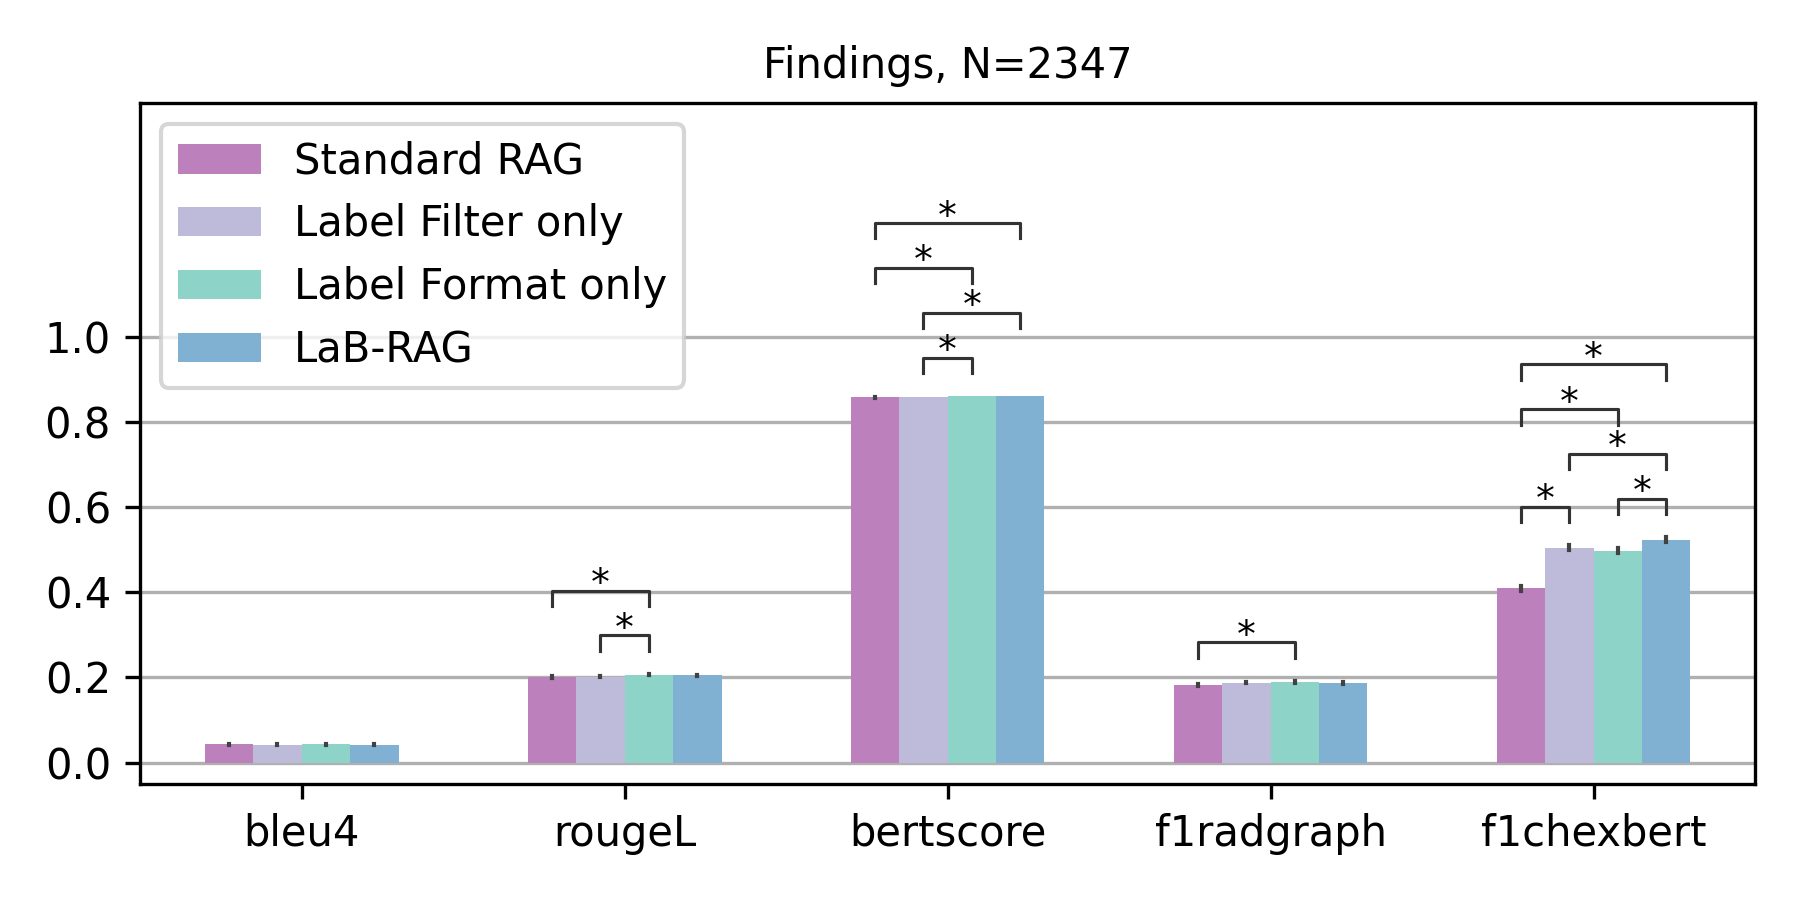 Findings, N=2347
Standard RAG
Label Filter only
Label Format only
LaB-RAG
1.0
0.8
0.6
0.4
0.2
0.0
* * * * * * * * * * * *
bleu4 rougeL bertscore f1radgraph f1chexbert